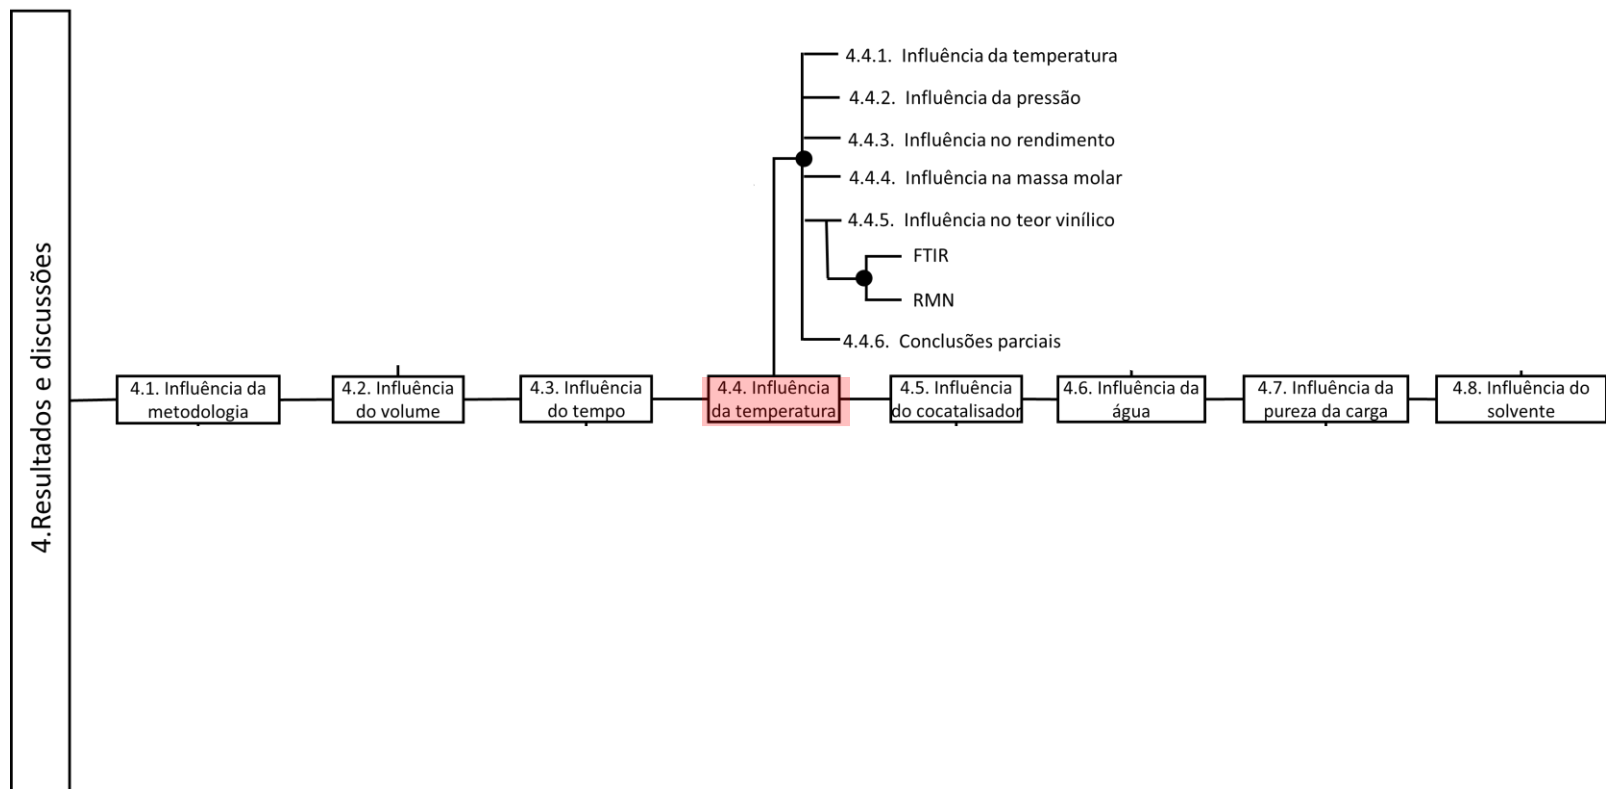 4.Resultados e discussões
4.4.1. Influência da temperatura
4.4.2. Influência da pressão
4.4.3. Influência no rendimento
4.4.4. Influência na massa molar
4.4.5. Influência no teor vinílico
FTIR
RMN
4.4.6. Conclusões parciais
4.1. Influência da
metodologia
4.2. Influência
do volume
4.3. Influência
do tempo
4.4. Influência
da temperatura
4.5. Influência
do cocatalisador
4.6. Influência da
água
4.7. Influência da
pureza da carga
4.8. Influência do
solvente